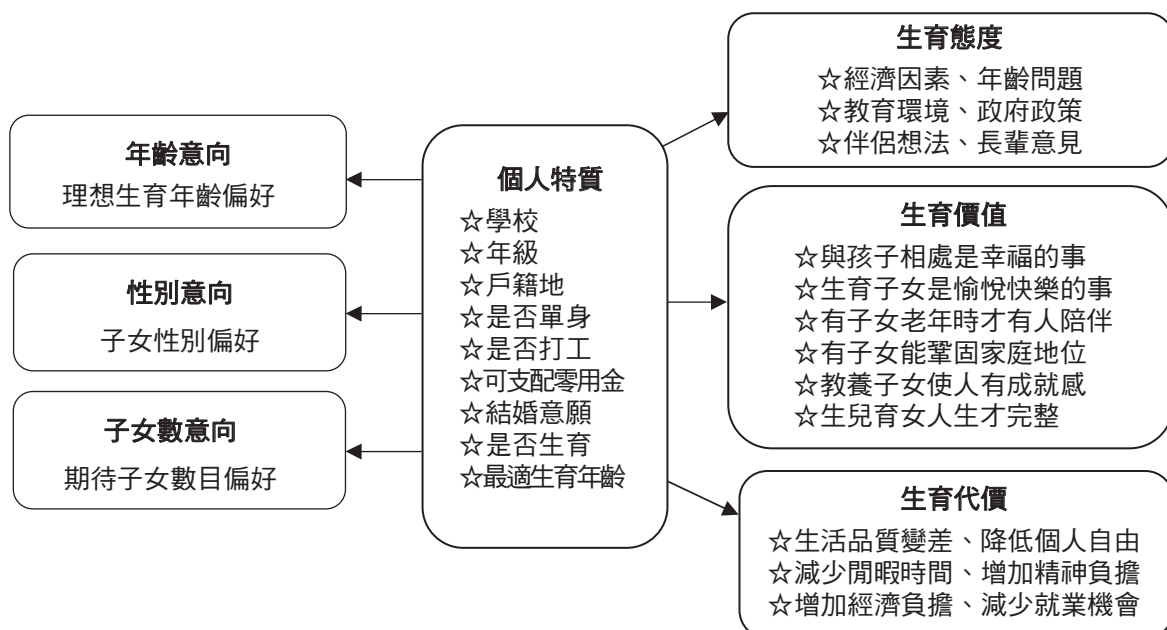 年齡意向
理想生育年齡偏好
性別意向
子女性別偏好
子女數意向
期待子女數目偏好
個人特質
☆學校
☆年級
☆戶籍地
☆是否單身
☆是否打工
☆可支配零用金
☆結婚意願
☆是否生育
☆最適生育年齡
生育態度
☆經濟因素、年齡問題
☆教育環境、政府政策
☆伴侶想法、長輩意見
生育價值
☆與孩子相處是幸福的事
☆生育子女是愉悅快樂的事
☆有子女老年時才有人陪伴
☆有子女能鞏固家庭地位
☆教養子女使人有成就感
☆生兒育女人生才完整
生育代價
☆生活品質變差、降低個人自由
☆減少閒暇時間、增加精神負擔
☆增加經濟負擔、減少就業機會